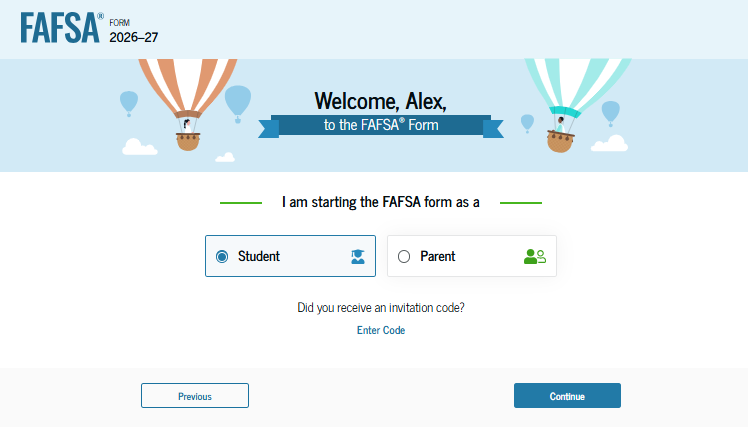 FAFSA® FORM
2026–27
Welcome, Alex,
to the FAFSA® Form
I am starting the FAFSA form as a
Student
Parent
Did you receive an invitation code?
Enter Code
Previous
Continue